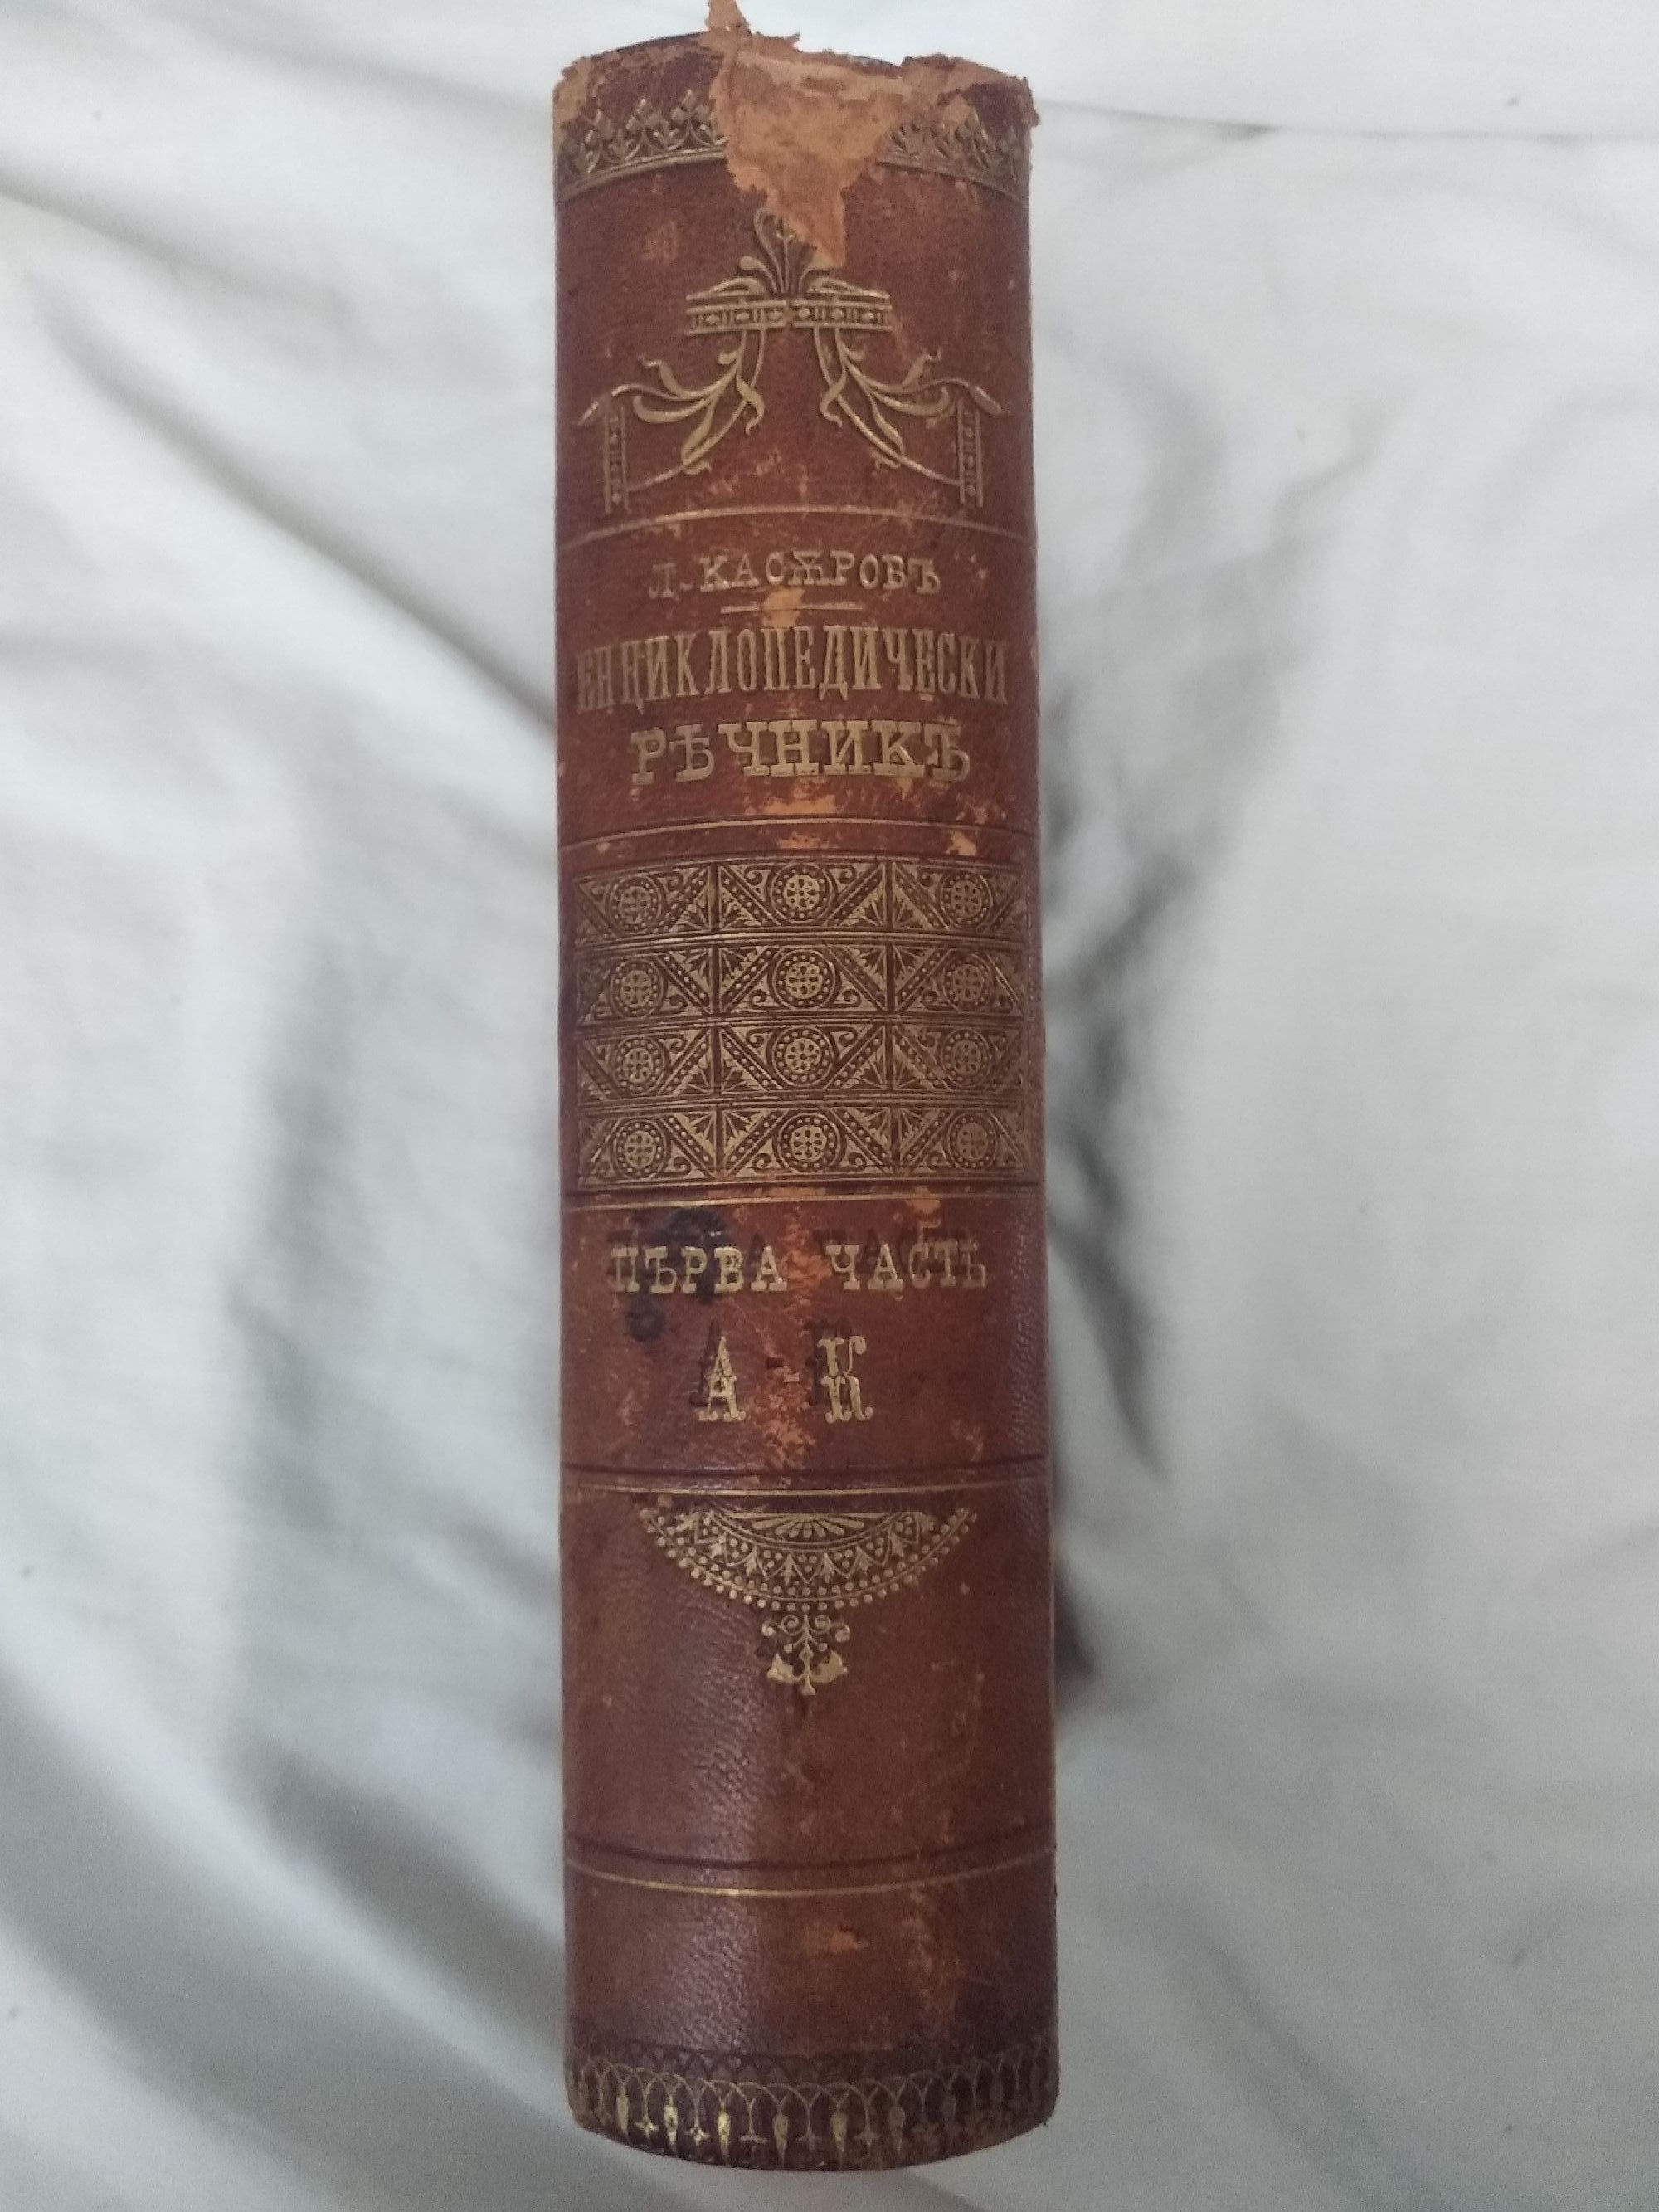 Л. КАСѪРОВЪ
ЕНЦИКЛОПЕДИЧЕСКИ
РѢЧНИКЪ
ПЪРВА ЧАСТЬ
А - К